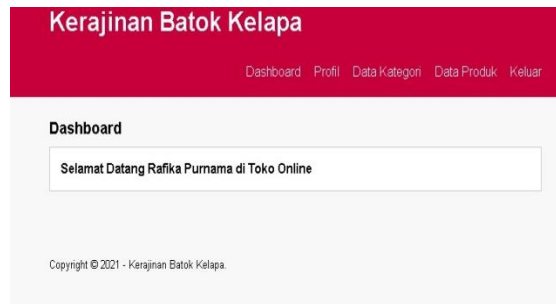 Kerajinan Batok Kelapa
Dashboard Profil Data Kategori Data Produk Keluar
Dashboard
Selamat Datang Rafika Purnama di Toko Online
Copyright © 2021 - Kerajinan Batok Kelapa.